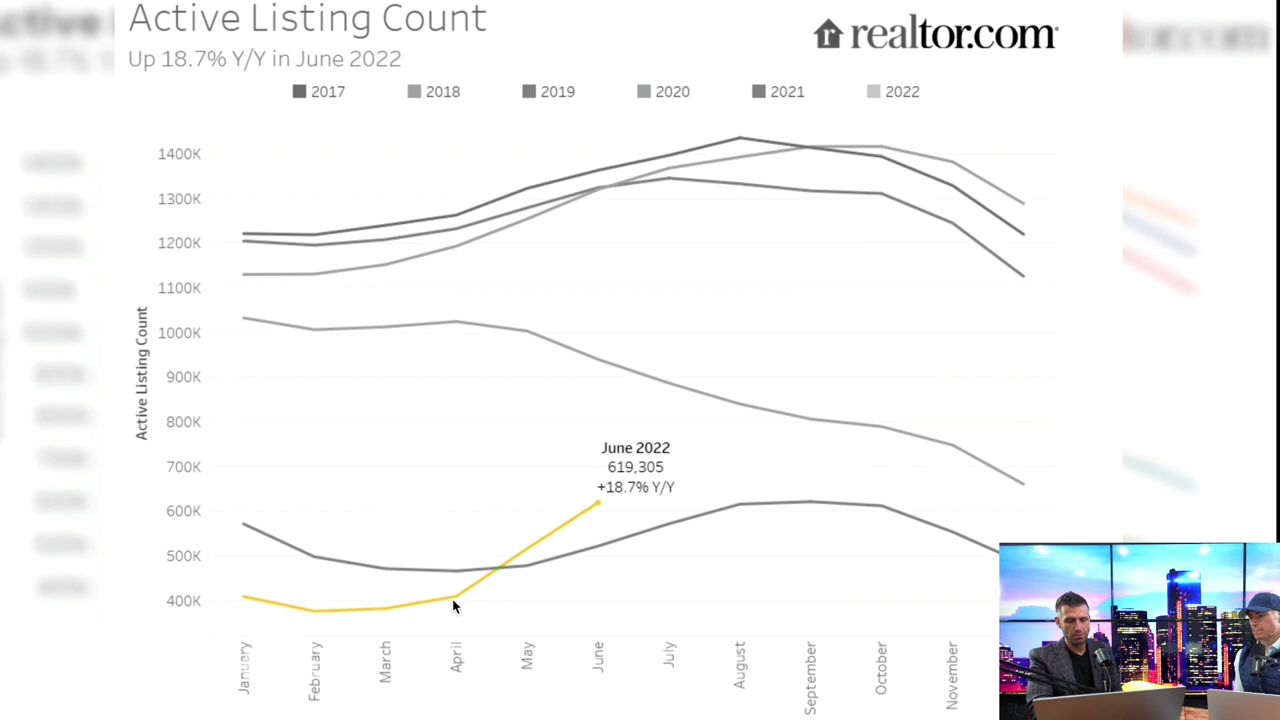 Active Listing Count
realtor.com
Up 18.7% Y/Y in June 2022
2017 2018 2019 2020 2021 2022
1400K
1300K
1200K
1100K
1000K
900K
800K
700K
600K
500K
400K
Active Listing Count
June 2022
619,305
+18.7% Y/Y
January
February
March
April
May
June
July
August
September
October
November